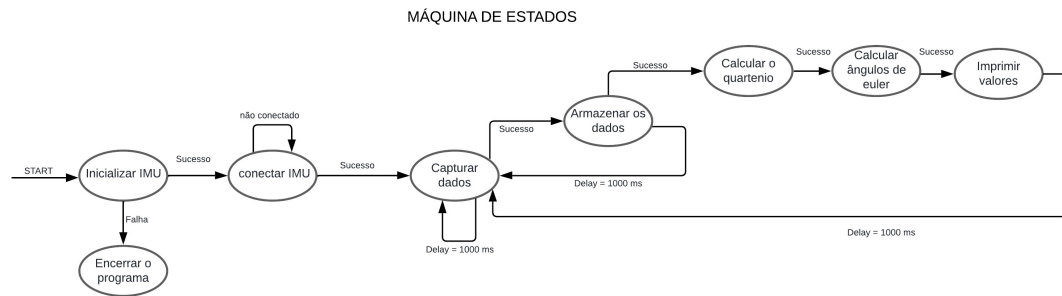 MÁQUINA DE ESTADOS
START
Inicializar IMU
Sucesso
Falha
Encerrar o
programa
não conectado
conectar IMU
Sucesso
Capturar
dados
Delay = 1000 ms
Sucesso
Armazenar os
dados
Delay = 1000 ms
Sucesso
Calcular o
quartenio
Sucesso
Calcular
ângulos de
euler
Sucesso
Imprimir
valores
Delay = 1000 ms